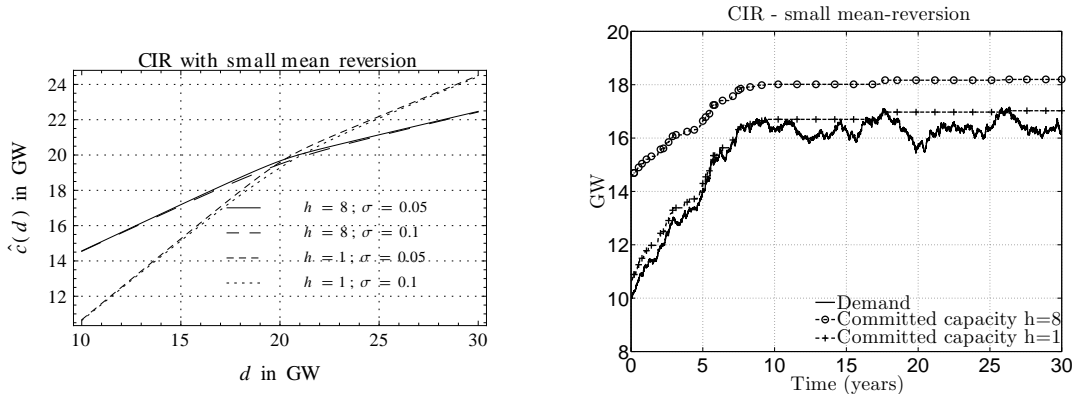 CIR with small mean reversion
24
22
20
18
16
14
12
ĉ(d) in GW
h = 8 ; σ = 0.05
h = 8 ; σ = 0.1
h = 1 ; σ = 0.05
h = 1 ; σ = 0.1
10 15 20 25 30
d in GW
CIR - small mean-reversion
20
18
16
14
12
10
8
GW
Demand
Committed capacity h=8
Committed capacity h=1
0 5 10 15 20 25 30
Time (years)